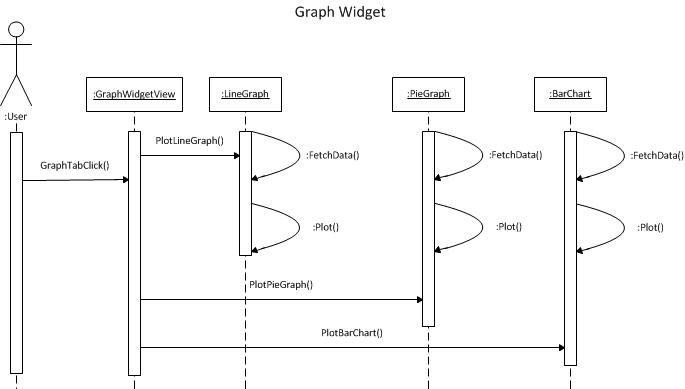 Graph Widget
:User
:GraphWidgetView
:LineGraph
:PieGraph
:BarChart
PlotLineGraph()
:FetchData()
:FetchData()
:FetchData()
GraphTabClick()
:Plot()
:Plot()
:Plot()
PlotPieGraph()
PlotBarChart()